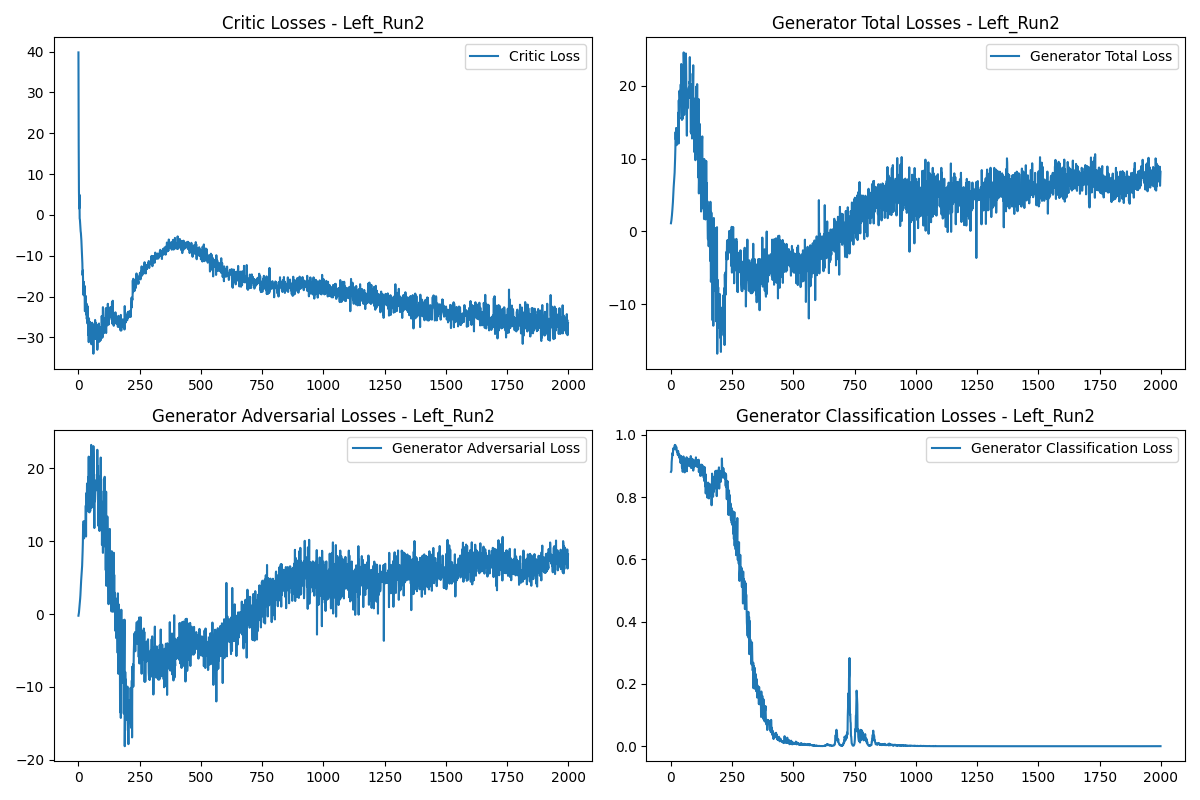 Critic Losses - Left_Run2
Critic Loss
40
30
20
10
0
−10
−20
−30
0 250 500 750 1000 1250 1500 1750 2000
Generator Total Losses - Left_Run2
Generator Total Loss
20
10
0
−10
0 250 500 750 1000 1250 1500 1750 2000
Generator Adversarial Losses - Left_Run2
Generator Adversarial Loss
20
10
0
−10
−20
0 250 500 750 1000 1250 1500 1750 2000
Generator Classification Losses - Left_Run2
Generator Classification Loss
1.0
0.8
0.6
0.4
0.2
0.0
0 250 500 750 1000 1250 1500 1750 2000